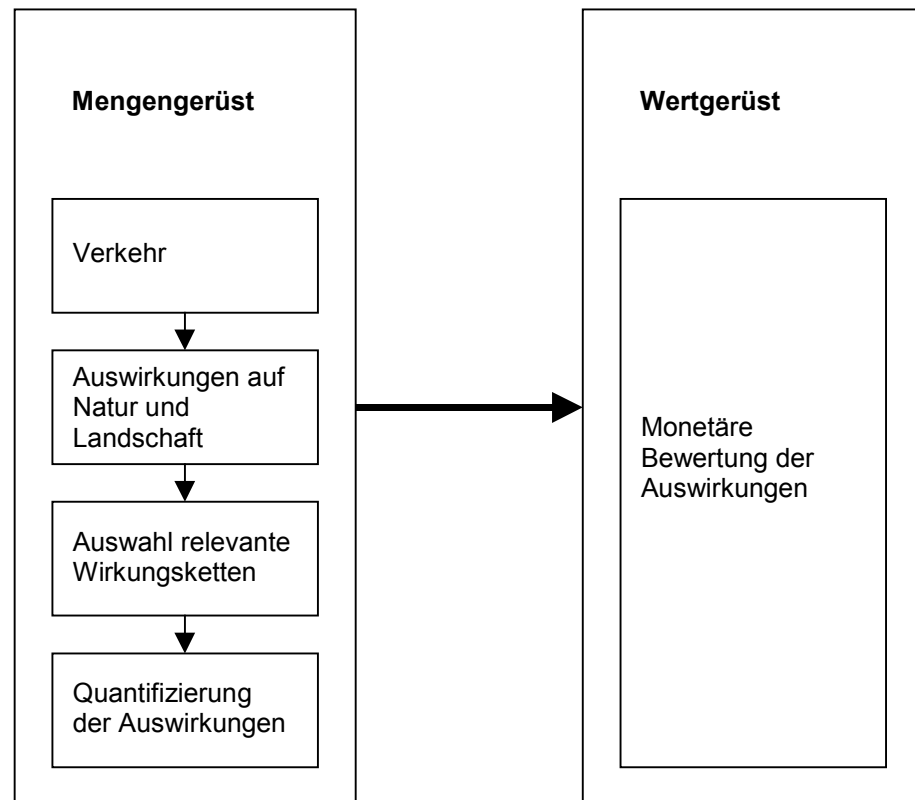 Mengengerüst
Verkehr
Auswirkungen auf
Natur und
Landschaft
Auswahl relevante
Wirkungsketten
Quantifizierung
der Auswirkungen
Wertgerüst
Monetäre
Bewertung der
Auswirkungen